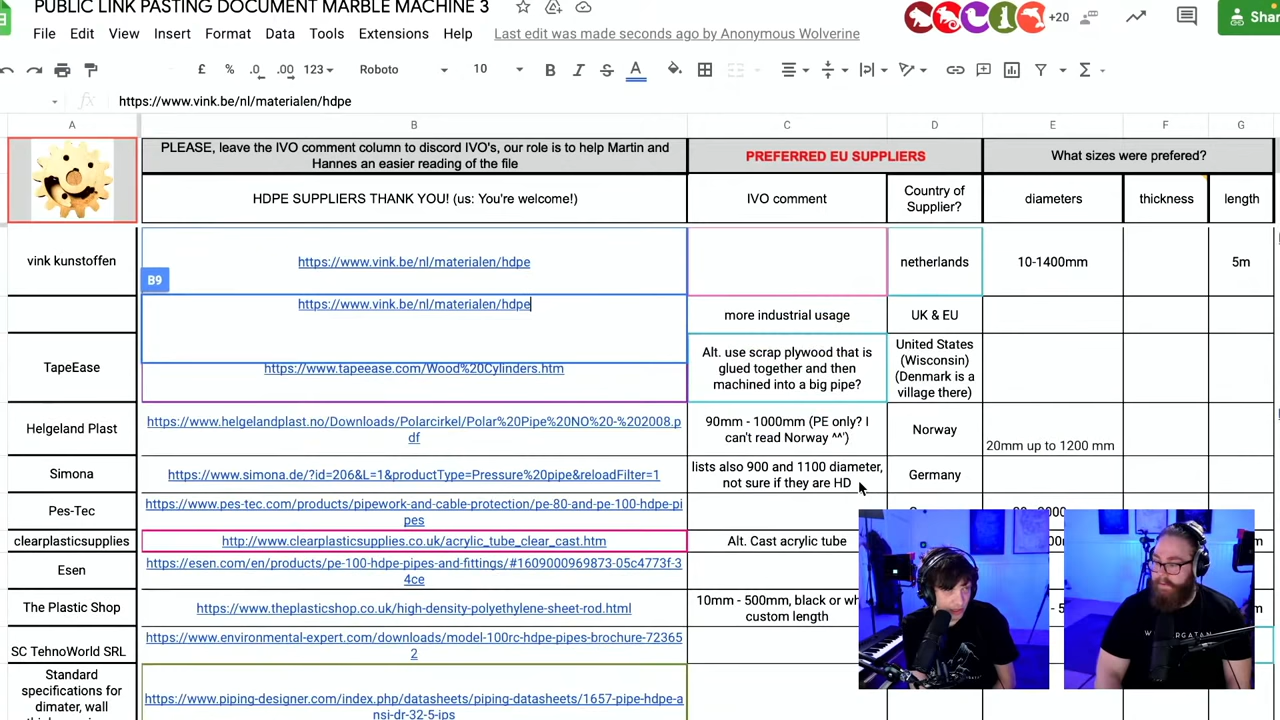 PUBLIC LINK PASTING DOCUMENT MARBLE MACHINE 3
+20
Shar
File Edit View Insert Format Data Tools Extensions Help Last edit was made seconds ago by Anonymous Wolverine
£ % .0 .00 123 Roboto 10 B I S A
fx https://www.vink.be/nl/materialen/hdpe
A B C D E F G
PLEASE, leave the IVO comment column to discord IVO's, our role is to help Martin and
Hannes an easier reading of the file
PREFERRED EU SUPPLIERS
What sizes were prefered?
HDPE SUPPLIERS THANK YOU! (us: You're welcome!)
IVO comment
Country of
Supplier?
diameters
thickness
length
vink kunstoffen
https://www.vink.be/nl/materialen/hdpe
netherlands
10-1400mm
5m
B9
https://www.vink.be/nl/materialen/hdpe
more industrial usage
UK & EU
TapeEase
https://www.tapeease.com/Wood%20Cylinders.htm
Alt. use scrap plywood that is
glued together and then
machined into a big pipe?
United States
(Wisconsin)
(Denmark is a
village there)
Helgeland Plast
https://www.helgelandplast.no/Downloads/Polarcirkel/Polar%20Pipe%20NO%20-%202008.p
df
90mm - 1000mm (PE only? I
can't read Norway ^^')
Norway
20mm up to 1200 mm
Simona
https://www.simona.de/?id=206&L=1&productType=Pressure%20pipe&reloadFilter=1
lists also 900 and 1100 diameter,
not sure if they are HD
Germany
Pes-Tec
https://www.pes-tec.com/products/pipework-and-cable-protection/pe-80-and-pe-100-hdpe-pi
pes
clearplasticsupplies
http://www.clearplasticsupplies.co.uk/acrylic_tube_clear_cast.htm
Alt. Cast acrylic tube
Esen
https://esen.com/en/products/pe-100-hdpe-pipes-and-fittings/#1609000969873-05c4773f-3
4ce
The Plastic Shop
https://www.theplasticshop.co.uk/high-density-polyethylene-sheet-rod.html
10mm - 500mm, black or wh
custom length
SC TehnoWorld SRL
https://www.environmental-expert.com/downloads/model-100rc-hdpe-pipes-brochure-72365
2
Standard
specifications for
dimater, wall
https://www.piping-designer.com/index.php/datasheets/piping-datasheets/1657-pipe-hdpe-a
nsi-dr-32-5-ips